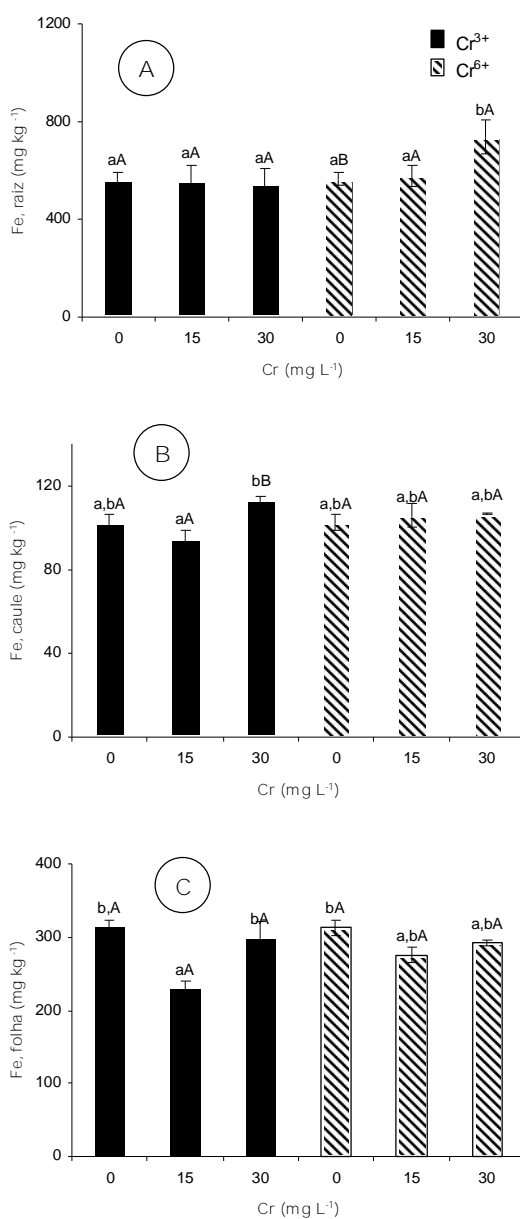 1200
Cr³⁺
Cr⁶⁺
A
bA
800
aA aA aA aB aA
400
0
Fe, raiz (mg kg⁻¹)
0 15 30 0 15 30
Cr (mg L⁻¹)
B
bB
120
a,bA aA a,bA a,bA a,bA
80
40
0
Fe, caule (mg kg⁻¹)
0 15 30 0 15 30
Cr (mg L⁻¹)
C
400
b,A aA bA bA a,bA a,bA
300
200
100
0
Fe, folha (mg kg⁻¹)
0 15 30 0 15 30
Cr (mg L⁻¹)